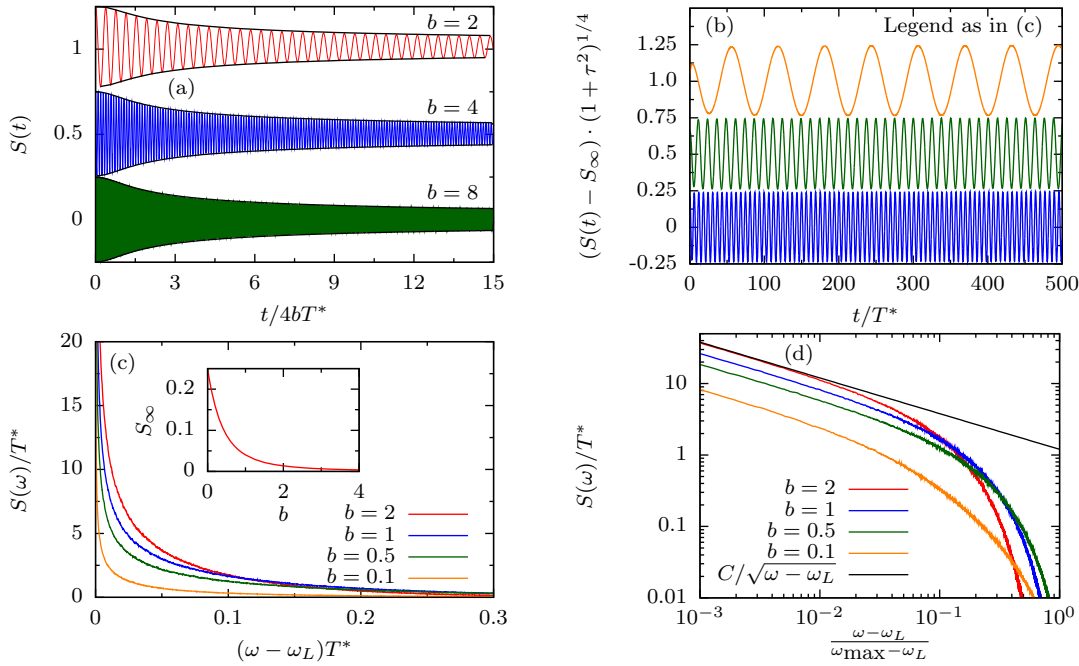 (a)
b = 2
b = 4
b = 8
S(t)
1
0.5
0
0 3 6 9 12 15
t/4bT*
(b) Legend as in (c)
(S(t) − S∞) · (1 + τ²)^{1/4}
1.25
1.0
0.75
0.5
0.25
0
-0.25
0 100 200 300 400 500
t/T*
(c)
S(ω)/T*
20
15
10
5
0
0 0.1 0.2 0.3
(ω − ω_L)T*
S∞
0.2
0.1
0
0 2 4
b
b = 2
b = 1
b = 0.5
b = 0.1
(d)
S(ω)/T*
10
1
0.1
0.01
b = 2
b = 1
b = 0.5
b = 0.1
C/√(ω − ω_L)
10⁻³ 10⁻² 10⁻¹ 10⁰
ω−ω_L
ω_max−ω_L